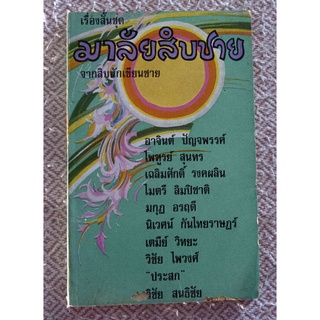 เรื่องสั้นชุด
มาลัยสิบชาย
จากสิบนักเขียนชาย
อาจินต์ ปัญจพรรค์
ไพฑูรย์ สุนทร
เฉลิมศักดิ์ รงคผลิน
ไมตรี ลิมปิชาติ
มกุฏ อรฤดี
นิเวศน์ กันไทยราษฎร์
เตมีย์ วิทยะ
วิชัย ไพวงศ์
"ประสก"
วิชัย สนธิชัย